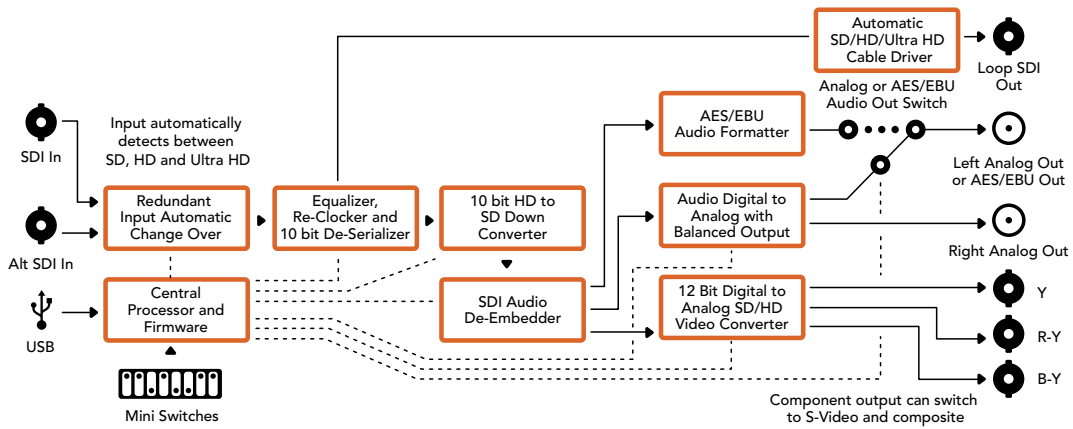 Automatic
SD/HD/Ultra HD
Cable Driver
Loop SDI
Out
Analog or AES/EBU
Audio Out Switch
AES/EBU
Audio Formatter
Input automatically
detects between
SD, HD and Ultra HD
SDI In
Left Analog Out
or AES/EBU Out
Redundant
Input Automatic
Change Over
Equalizer,
Re-Clocker and
10 bit De-Serializer
10 bit HD to
SD Down
Converter
Audio Digital to
Analog with
Balanced Output
Alt SDI In
Right Analog Out
Central
Processor and
Firmware
SDI Audio
De-Embedder
12 Bit Digital to
Analog SD/HD
Video Converter
Y
USB
R-Y
B-Y
Mini Switches
Component output can switch
to S-Video and composite